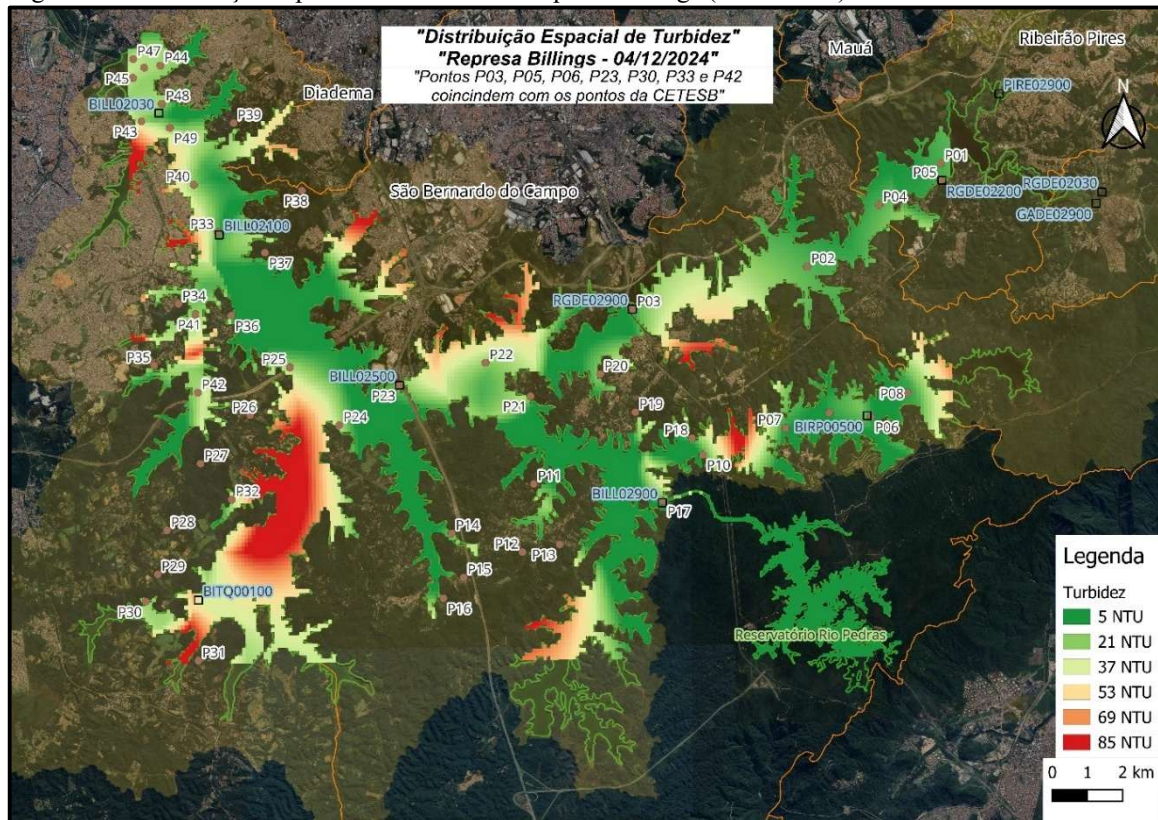 "Distribuição Espacial de Turbidez"
"Represa Billings - 04/12/2024"
"Pontos P03, P05, P06, P23, P30, P33 e P42
coincidem com os pontos da CETESB"
Mauá
Ribeirão Pires
Diadema
São Bernardo do Campo
N
P47
P44
P45
P48
BILL02030
P43
P49
P39
P40
P38
P33
BILL02100
P37
P34
P41
P36
P35
P25
P42
P26
P24
BILL02500
P23
P27
P32
P28
P29
BITQ00100
P30
P31
P22
P21
P20
P19
RGDE02900
P03
P02
P04
P05
P01
PIRE02900
RGDE02200
RGDE02030
GADE02900
P18
P07
P08
BIRP00500
P06
P10
P11
BILL02900
P17
P14
P12
P13
P15
P16
Reservatório Rio Pedras
Legenda
Turbidez
5 NTU
21 NTU
37 NTU
53 NTU
69 NTU
85 NTU
0 1 2 km